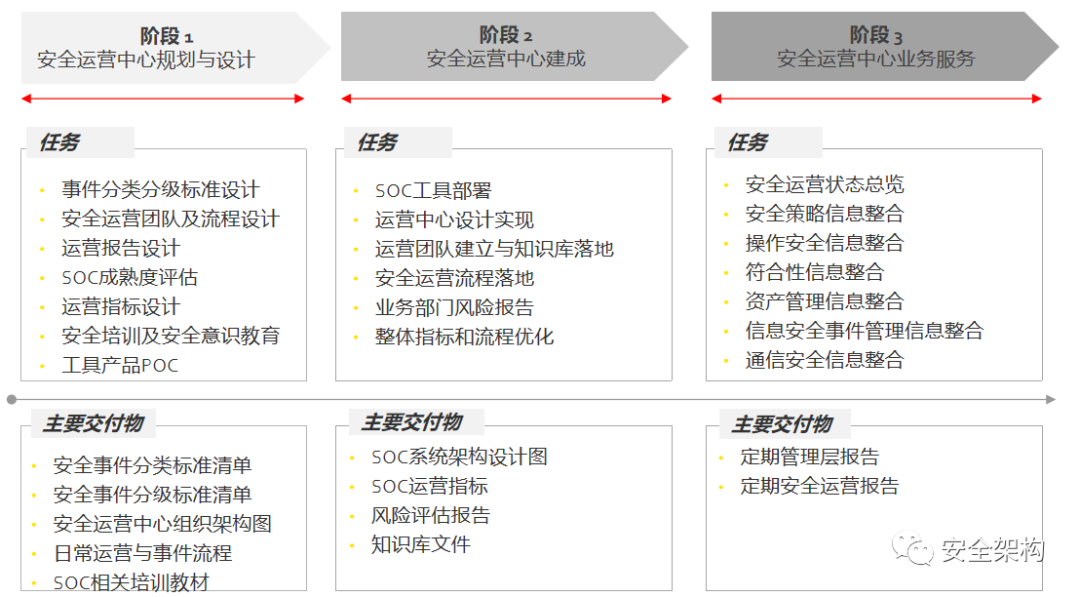 阶段 1
安全运营中心规划与设计
阶段 2
安全运营中心建成
阶段 3
安全运营中心业务服务
任务
事件分类分级标准设计
安全运营团队及流程设计
运营报告设计
SOC成熟度评估
运营指标设计
安全培训及安全意识教育
工具产品POC
任务
SOC工具部署
运营中心设计实现
运营团队建立与知识库落地
安全运营流程落地
业务部门风险报告
整体指标和流程优化
任务
安全运营状态总览
安全策略信息整合
操作安全信息整合
符合性信息整合
资产管理信息整合
信息安全事件管理信息整合
通信安全信息整合
主要交付物
安全事件分类标准清单
安全事件分级标准清单
安全运营中心组织架构图
日常运营与事件流程
SOC相关培训教材
主要交付物
SOC系统架构设计图
SOC运营指标
风险评估报告
知识库文件
主要交付物
定期管理层报告
定期安全运营报告
安全架构